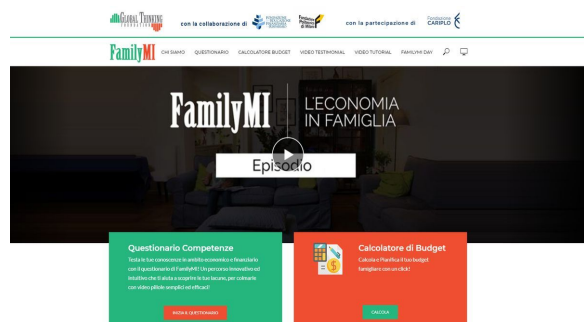 GLOBAL THINKING
FOUNDATION
con la collaborazione di
con la partecipazione di
Fondazione
CARIPLO
FamilyMI
CHI SIAMO
QUESTIONARIO
CALCOLATORE BUDGET
VIDEO TESTIMONIAL
VIDEO TUTORIAL
FAMILYMI DAY
FamilyMI
L'ECONOMIA
IN FAMIGLIA
Episodio
Questionario Competenze
Testa le tue conoscenze in ambito economico e finanziario
con il questionario di FamilyMI! Un percorso innovativo ed
intuitivo che ti aiuta a scoprire le tue lacune, per colmarle
con video pillole semplici ed efficaci!
INIZIA IL QUESTIONARIO
Calcolatore di Budget
Calcola e Pianifica il tuo budget
famigliare con un click!
CALCOLA